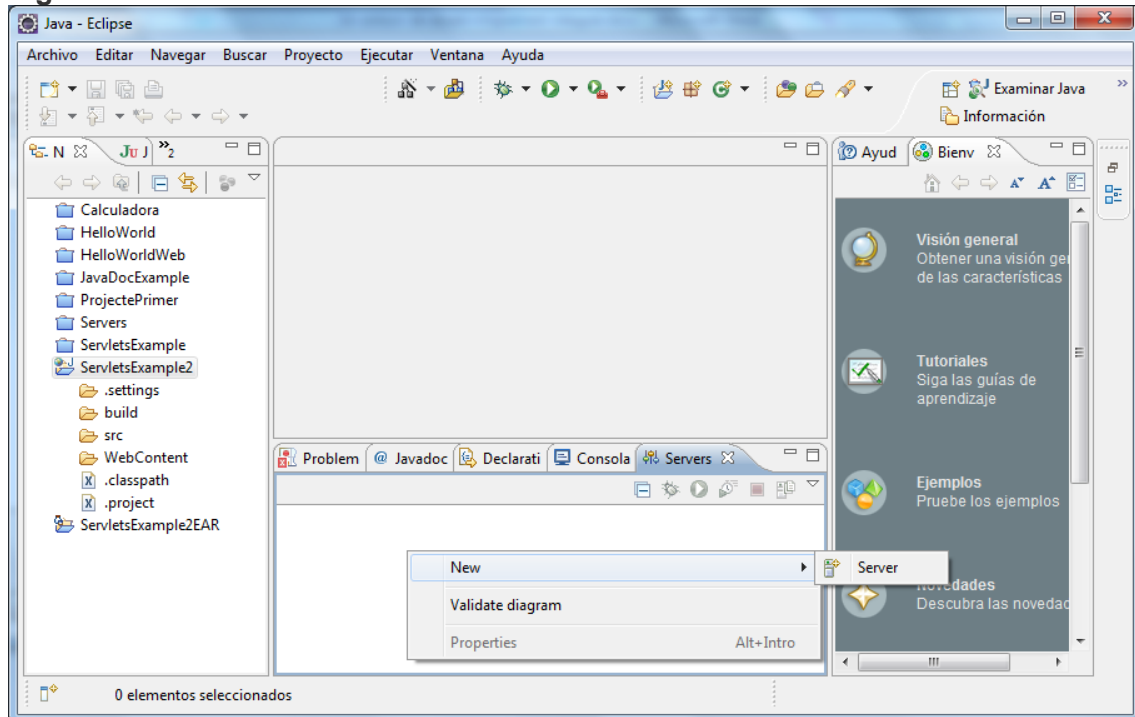 Java - Eclipse
Archivo Editar Navegar Buscar Proyecto Ejecutar Ventana Ayuda
Examinar Java
Información
N
Ju J
»2
Ayud
Bienv
Calculadora
HelloWorld
HelloWorldWeb
JavaDocExample
ProjectePrimer
Servers
ServletsExample
ServletsExample2
.settings
build
src
WebContent
.classpath
.project
ServletsExample2EAR
Problem @ Javadoc Declarati Consola Servers
New
Validate diagram
Properties Alt+Intro
Server
Visión general
Obtener una visión ge
de las características
Tutoriales
Siga las guías de
aprendizaje
Ejemplos
Pruebe los ejemplos
Novedades
Descubra las novedad
0 elementos seleccionados